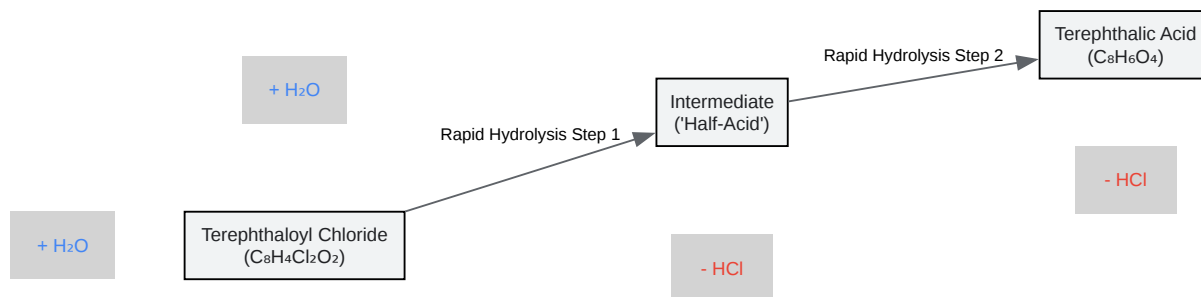 Terephthalic Acid
(C₈H₆O₄)
Rapid Hydrolysis Step 2
+ H₂O
Intermediate
('Half-Acid')
Rapid Hydrolysis Step 1
- HCl
+ H₂O
Terephthaloyl Chloride
(C₈H₄Cl₂O₂)
- HCl